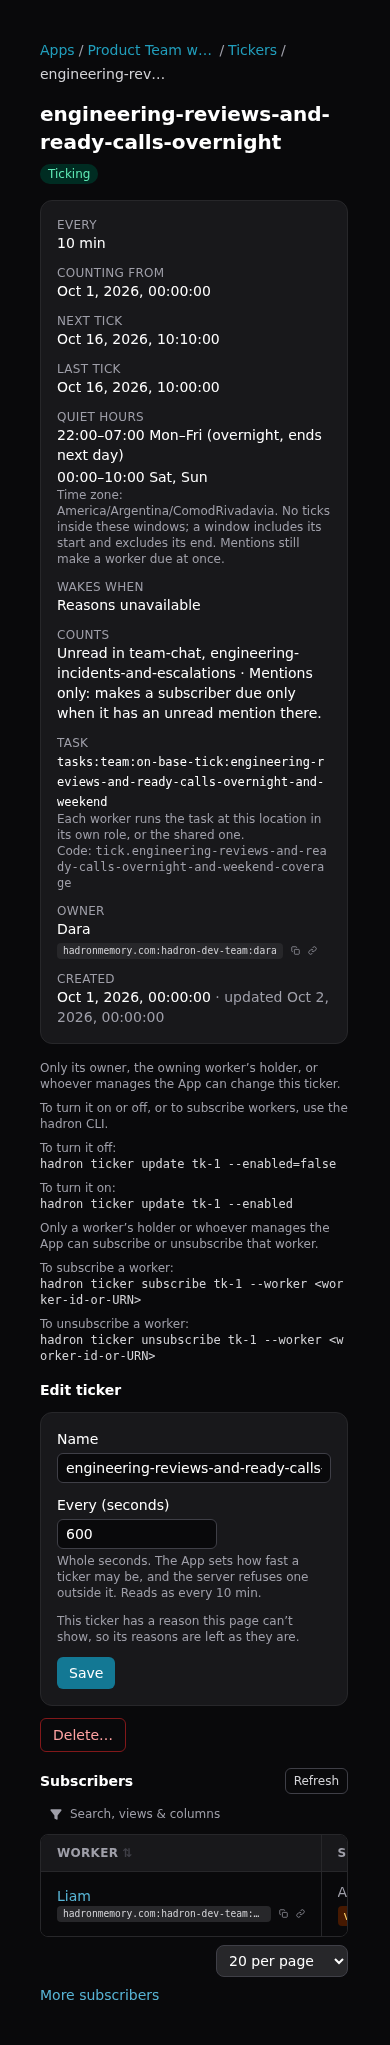 Apps / Product Team w… / Tickers /
engineering-rev…
engineering-reviews-and-
ready-calls-overnight
Ticking
EVERY
10 min
COUNTING FROM
Oct 1, 2026, 00:00:00
NEXT TICK
Oct 16, 2026, 10:10:00
LAST TICK
Oct 16, 2026, 10:00:00
QUIET HOURS
22:00–07:00 Mon–Fri (overnight, ends
next day)
00:00–10:00 Sat, Sun
Time zone:
America/Argentina/ComodRivadavia. No ticks
inside these windows; a window includes its
start and excludes its end. Mentions still
make a worker due at once.
WAKES WHEN
Reasons unavailable
COUNTS
Unread in team-chat, engineering-
incidents-and-escalations · Mentions
only: makes a subscriber due only
when it has an unread mention there.
TASK
tasks:team:on-base-tick:engineering-r
eviews-and-ready-calls-overnight-and-
weekend
Each worker runs the task at this location in
its own role, or the shared one.
Code: tick.engineering-reviews-and-rea
dy-calls-overnight-and-weekend-covera
ge
OWNER
Dara
hadronmemory.com:hadron-dev-team:dara
CREATED
Oct 1, 2026, 00:00:00 · updated Oct 2,
2026, 00:00:00
Only its owner, the owning worker’s holder, or
whoever manages the App can change this ticker.
To turn it on or off, or to subscribe workers, use the
hadron CLI.
To turn it off:
hadron ticker update tk-1 --enabled=false
To turn it on:
hadron ticker update tk-1 --enabled
Only a worker’s holder or whoever manages the
App can subscribe or unsubscribe that worker.
To subscribe a worker:
hadron ticker subscribe tk-1 --worker <wor
ker-id-or-URN>
To unsubscribe a worker:
hadron ticker unsubscribe tk-1 --worker <w
orker-id-or-URN>
Edit ticker
Name
engineering-reviews-and-ready-calls-
Every (seconds)
600
Whole seconds. The App sets how fast a
ticker may be, and the server refuses one
outside it. Reads as every 10 min.
This ticker has a reason this page can’t
show, so its reasons are left as they are.
Save
Delete…
Subscribers
Refresh
Search, views & columns
WORKER S
Liam A
hadronmemory.com:hadron-dev-team:…
20 per page
More subscribers